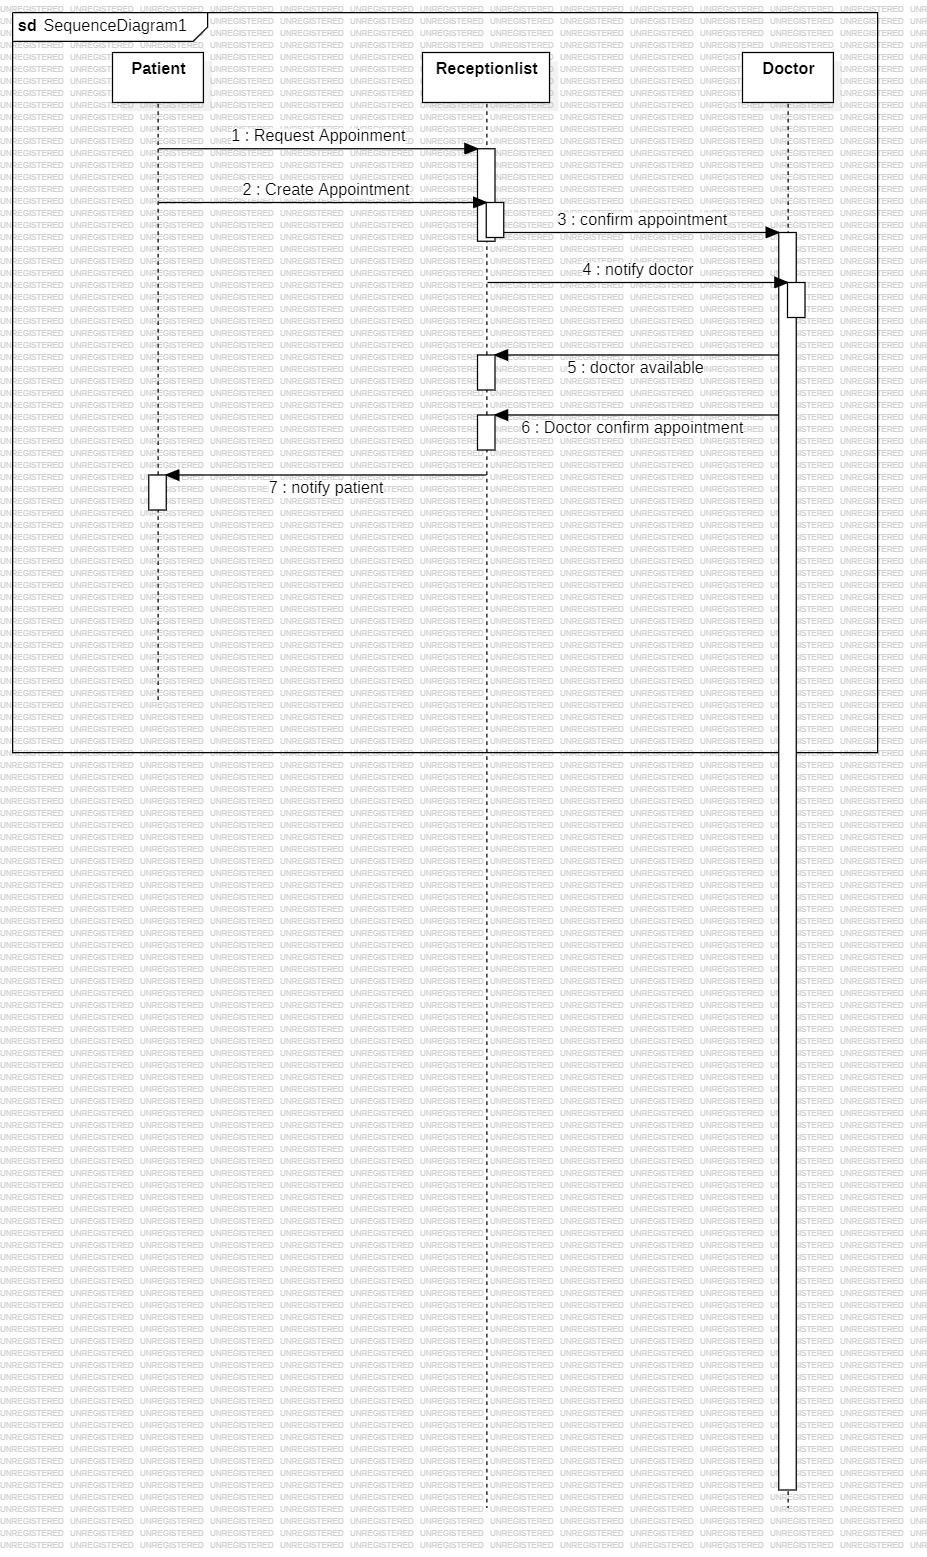 sd SequenceDiagram1
Patient
Receptionlist
Doctor
1 : Request Appoinment
2 : Create Appointment
3 : confirm appointment
4 : notify doctor
5 : doctor available
6 : Doctor confirm appointment
7 : notify patient
UNREGISTERED